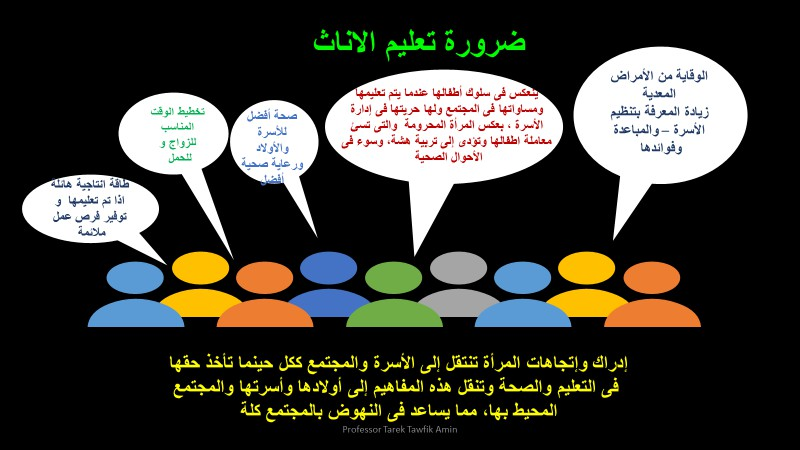 ضرورة تعليم الاناث
الوقاية من الأمراض
المعدية
زيادة المعرفة بتنظيم
الأسرة – والمباعدة
وفوائدها
ينعكس فى سلوك أطفالها عندما يتم تعليمها
ومساواتها فى المجتمع ولها حريتها فى إدارة
الأسرة ، بعكس المرأة المحرومة والتى تسئ
معاملة اطفالها وتؤدى إلى تربية هشة، وسوء فى
الأحوال الصحية
صحة أفضل
للأسرة
والأولاد
ورعاية صحية
أفضل
تخطيط الوقت
المناسب
للزواج و
للحمل
طاقة انتاجية هائلة
اذا تم تعليمها و
توفير فرص عمل
ملائمة
إدراك وإتجاهات المرأة تنتقل إلى الأسرة والمجتمع ككل حينما تأخذ حقها
فى التعليم والصحة وتنقل هذه المفاهيم إلى أولادها وأسرتها والمجتمع
المحيط بها، مما يساعد فى النهوض بالمجتمع كلة
Professor Tarek Tawfik Amin